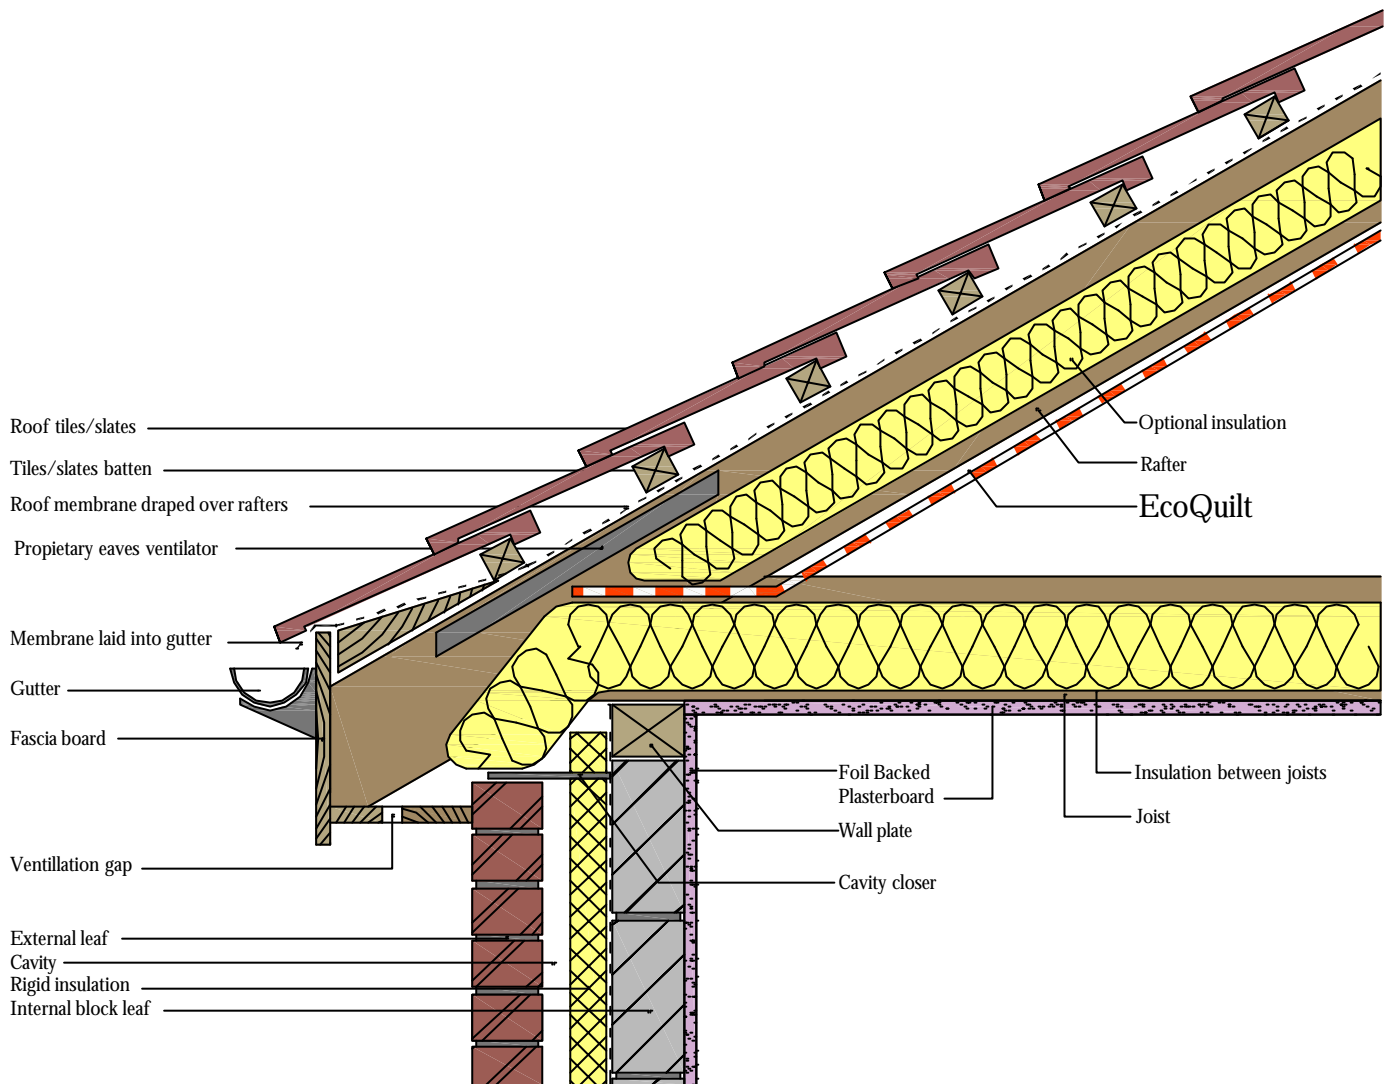 Roof tiles/slates
Tiles/slates batten
Roof membrane draped over rafters
Propietary eaves ventilator
Membrane laid into gutter
Gutter
Fascia board
Ventillation gap
External leaf
Cavity
Rigid insulation
Internal block leaf
Optional insulation
Rafter
EcoQuilt
Foil Backed
Plasterboard
Wall plate
Cavity closer
Insulation between joists
Joist